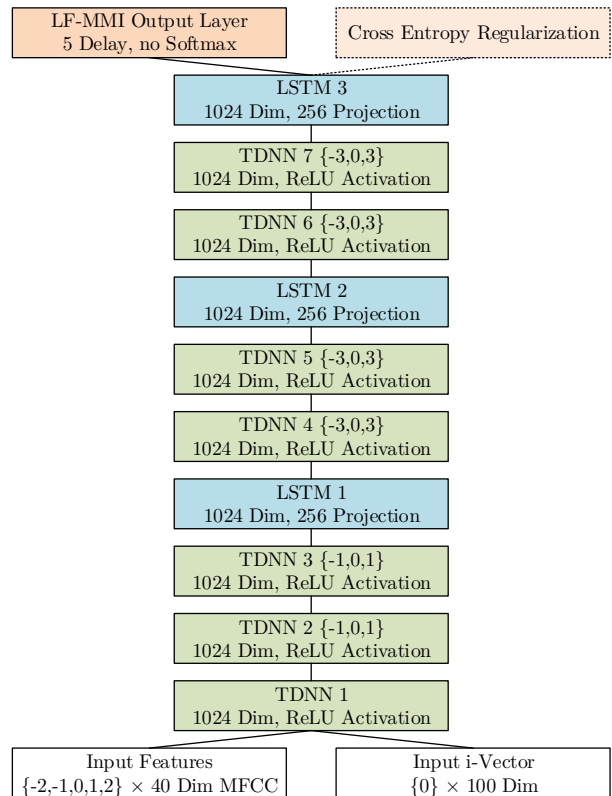 LF-MMI Output Layer
5 Delay, no Softmax
Cross Entropy Regularization
LSTM 3
1024 Dim, 256 Projection
TDNN 7 {-3,0,3}
1024 Dim, ReLU Activation
TDNN 6 {-3,0,3}
1024 Dim, ReLU Activation
LSTM 2
1024 Dim, 256 Projection
TDNN 5 {-3,0,3}
1024 Dim, ReLU Activation
TDNN 4 {-3,0,3}
1024 Dim, ReLU Activation
LSTM 1
1024 Dim, 256 Projection
TDNN 3 {-1,0,1}
1024 Dim, ReLU Activation
TDNN 2 {-1,0,1}
1024 Dim, ReLU Activation
TDNN 1
1024 Dim, ReLU Activation
Input Features
{-2,-1,0,1,2} × 40 Dim MFCC
Input i-Vector
{0} × 100 Dim